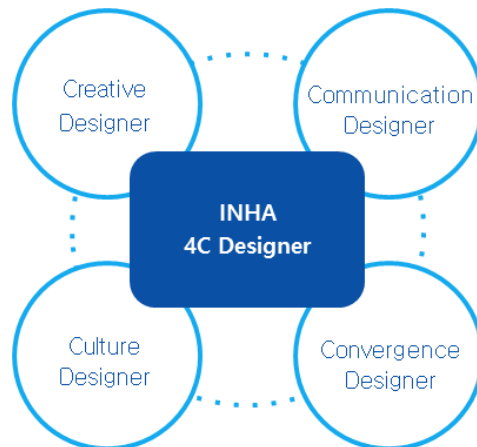 Creative
Designer
Communication
Designer
INHA
4C Designer
Culture
Designer
Convergence
Designer